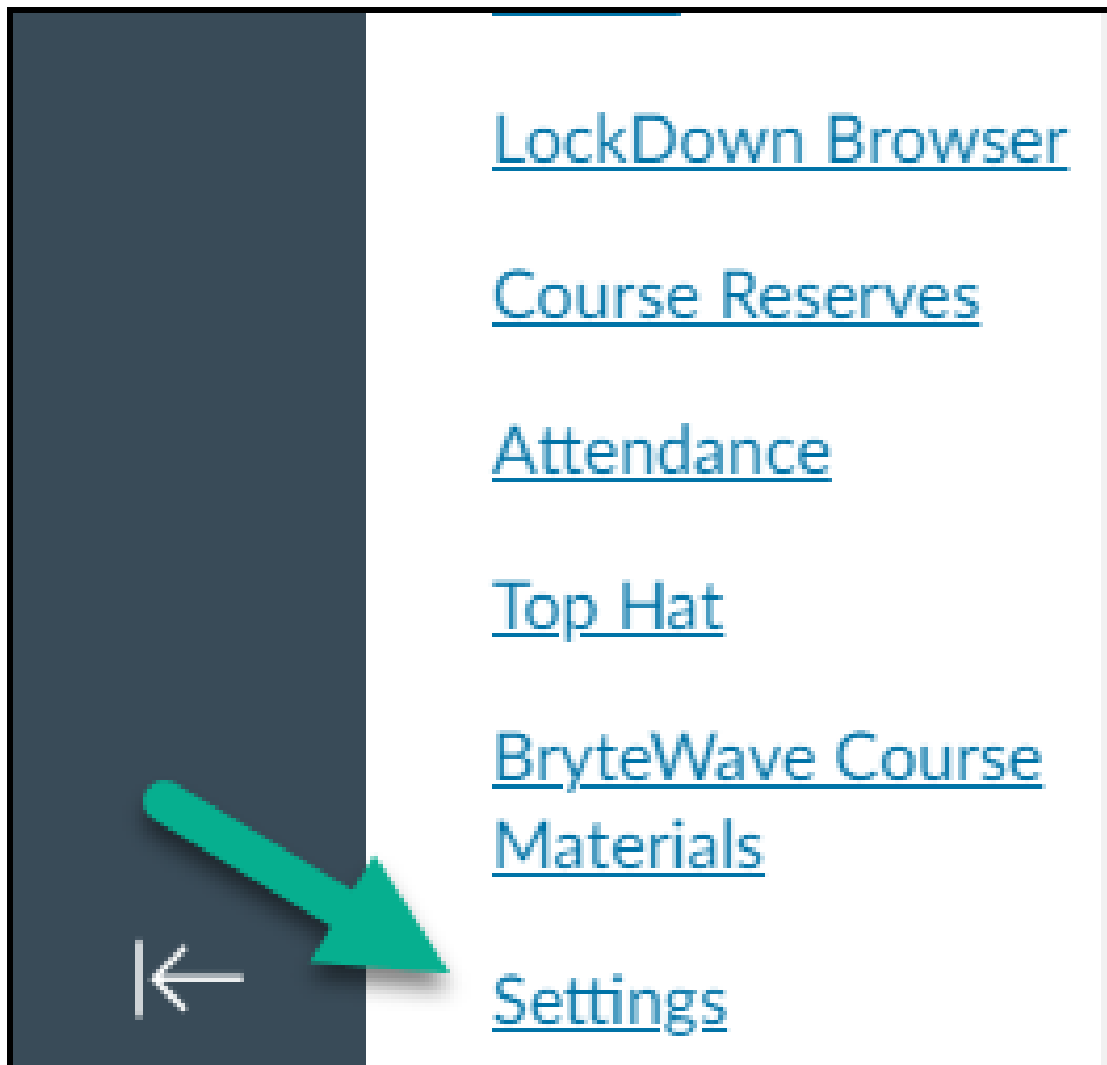 LockDown Browser
Course Reserves
Attendance
Top Hat
BryteWave Course
Materials
Settings